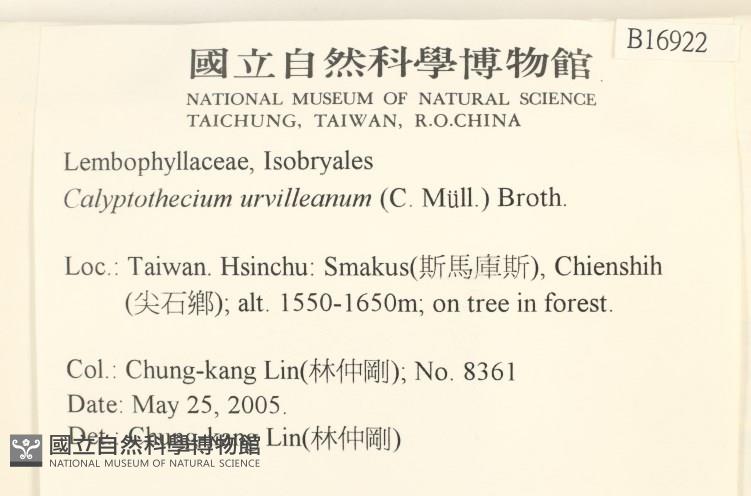 B16922
國立自然科學博物館
NATIONAL MUSEUM OF NATURAL SCIENCE
TAICHUNG, TAIWAN, R.O.CHINA
Lembophyllaceae, Isobryales
Calyptothecium urvilleanum (C. Müll.) Broth.
Loc.: Taiwan. Hsinchu: Smakus(斯馬庫斯), Chienshih
(尖石鄉); alt. 1550-1650m; on tree in forest.
Col.: Chung-kang Lin(林仲剛); No. 8361
Date: May 25, 2005.
Det.: Chung-kang Lin(林仲剛)
國立自然科學博物館
NATIONAL MUSEUM OF NATURAL SCIENCE